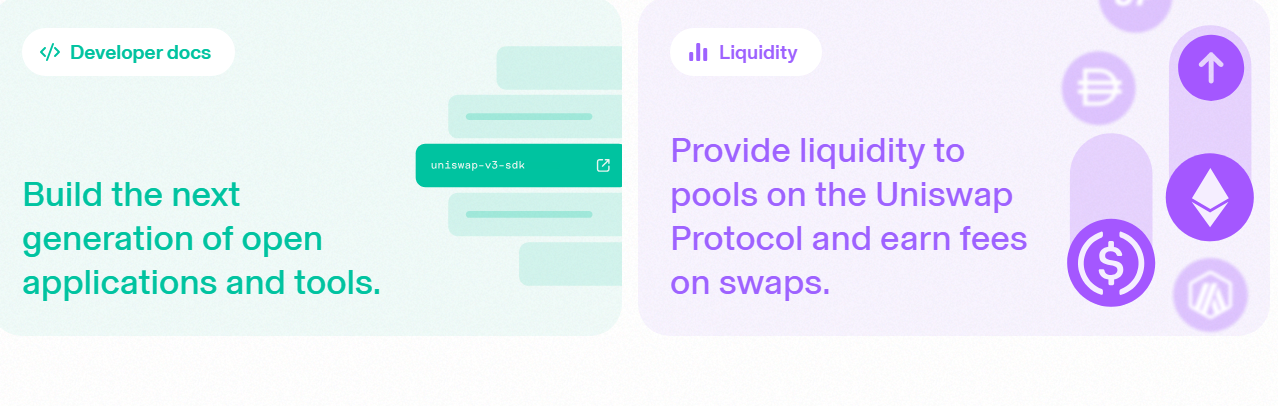 Developer docs
uniswap-v3-sdk
Build the next
generation of open
applications and tools.
Liquidity
Provide liquidity to
pools on the Uniswap
Protocol and earn fees
on swaps.